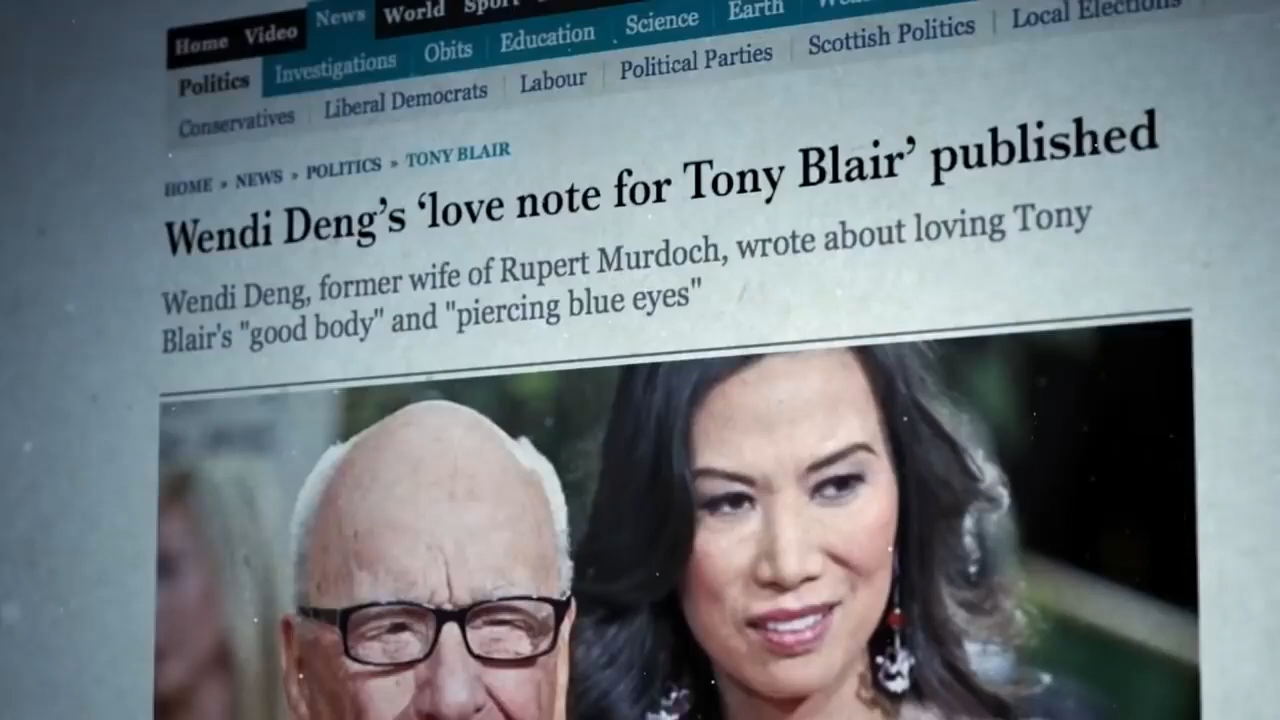 Home Video News World Sport
Investigations Obits Education Science Earth
Politics
Conservatives Liberal Democrats Labour Political Parties Scottish Politics Local Elections
HOME » NEWS » POLITICS » TONY BLAIR
Wendi Deng’s ‘love note for Tony Blair’ published
Wendi Deng, former wife of Rupert Murdoch, wrote about loving Tony
Blair's "good body" and "piercing blue eyes"